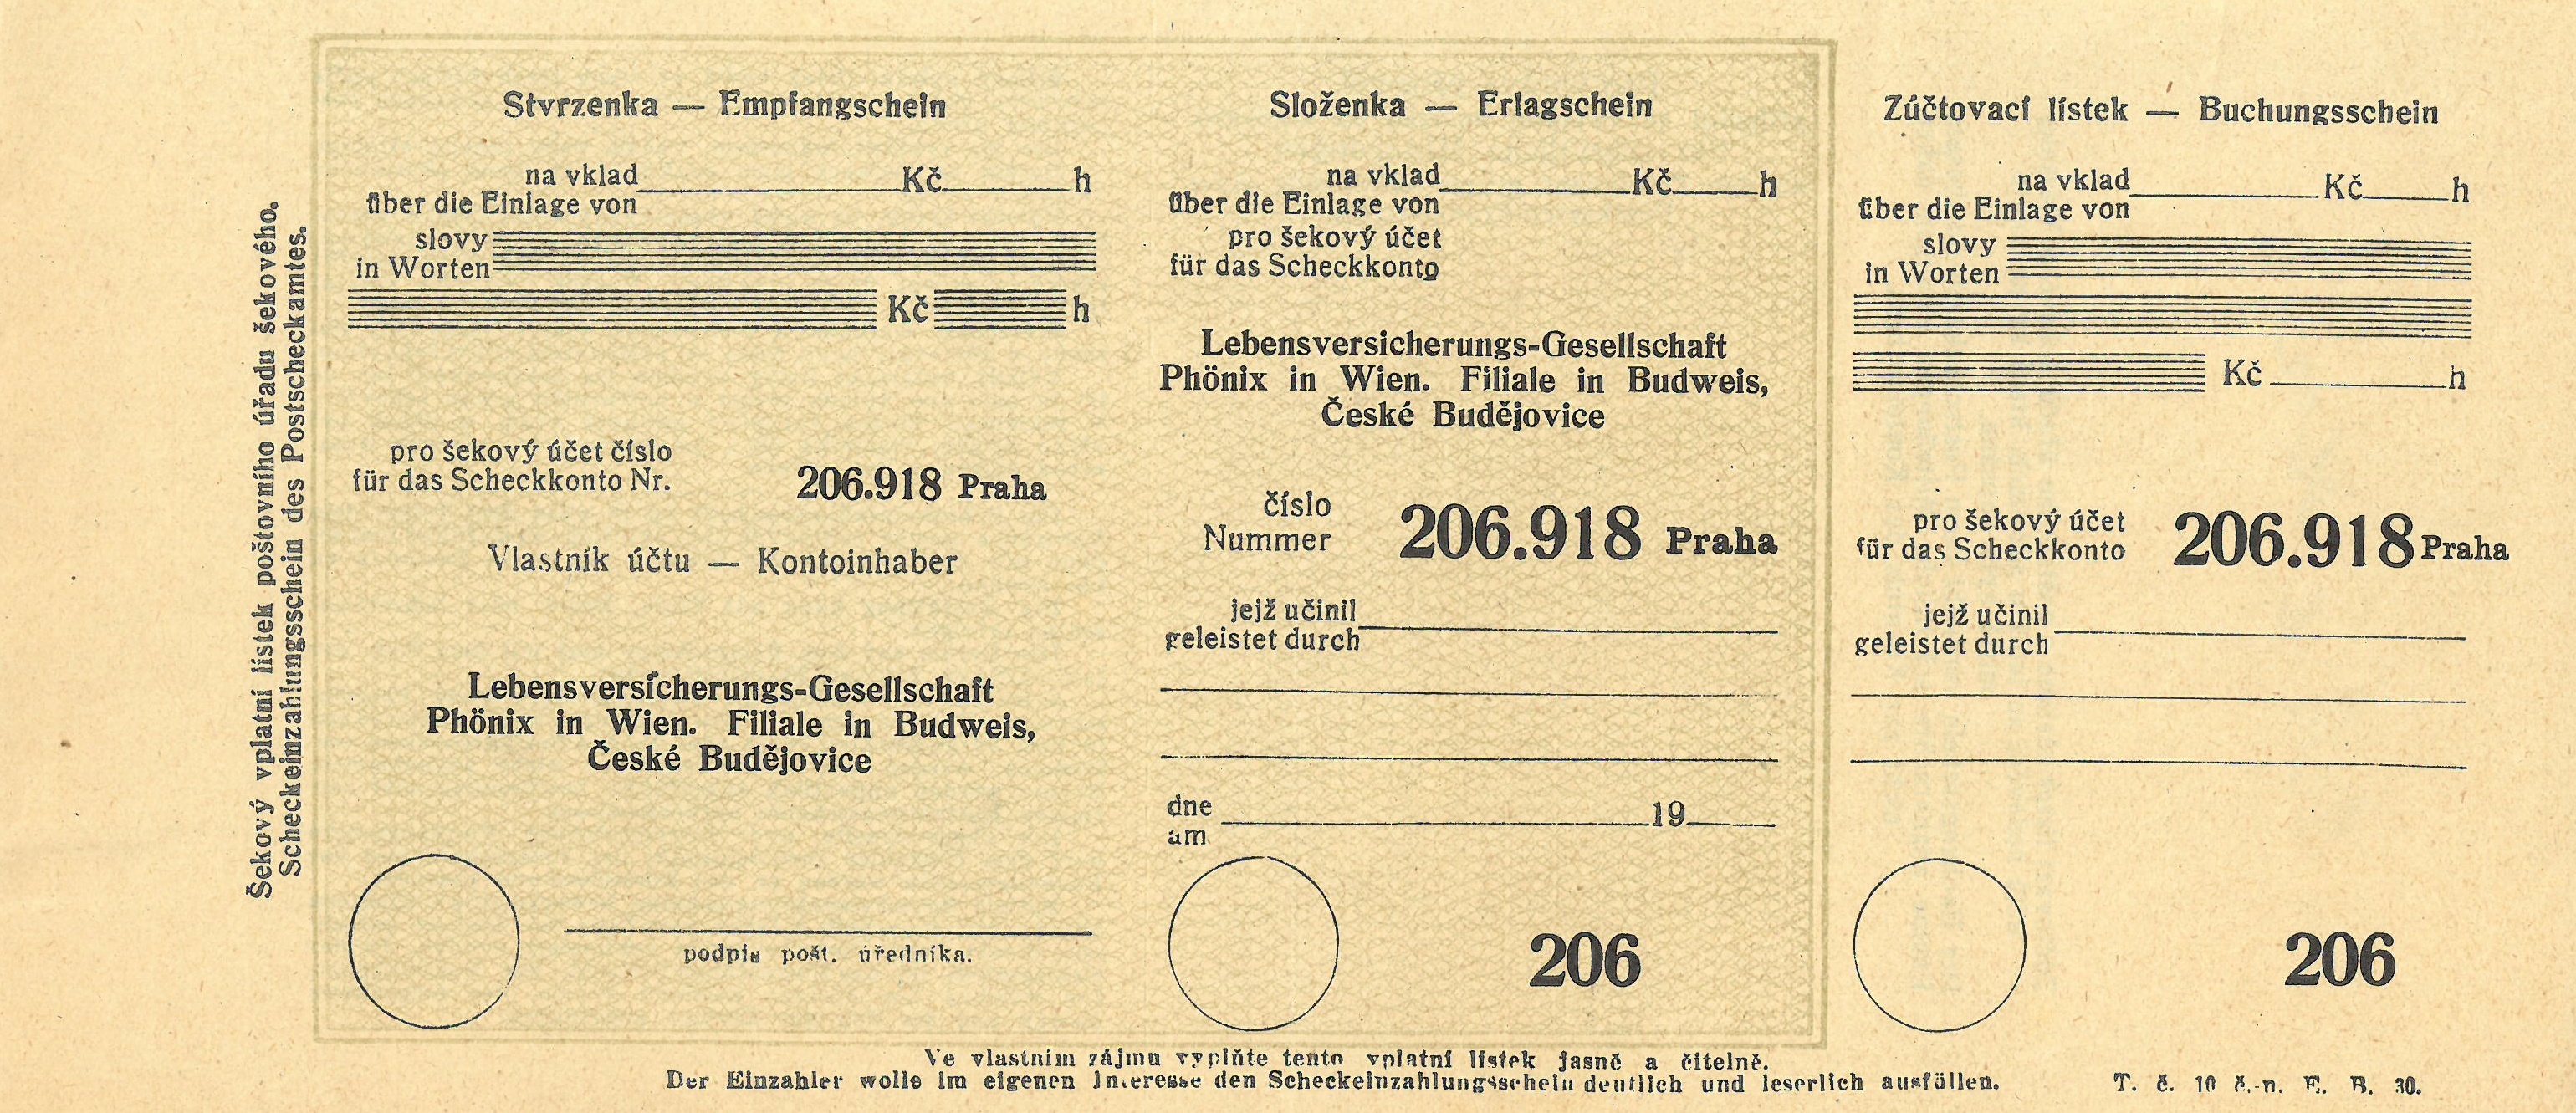 Šekový vplatní lístek poštovního úřadu šekového.
Scheckeinzahlungsschein des Postscheckamtes.
Stvrzenka — Empfangschein
na vklad Kč h
über die Einlage von
slovy
in Worten
Kč h
pro šekový účet číslo
für das Scheckkonto Nr.
206.918 Praha
Vlastník účtu — Kontoinhaber
Lebensversicherungs-Gesellschaft
Phönix in Wien. Filiale in Budweis,
České Budějovice
podpis pošt. úředníka.
Složenka — Erlagschein
na vklad Kč h
über die Einlage von
pro šekový účet
für das Scheckkonto
Lebensversicherungs-Gesellschaft
Phönix in Wien. Filiale in Budweis,
České Budějovice
číslo
Nummer
206.918 Praha
jejž učinil
geleistet durch
dne 19
am
206
Zúčtovací lístek — Buchungsschein
na vklad Kč h
über die Einlage von
slovy
in Worten
Kč h
pro šekový účet
für das Scheckkonto
206.918 Praha
jejž učinil
geleistet durch
206
Ve vlastním zájmu vyplňte tento vplatní lístek jasně a čitelně.
Der Einzahler wolle im eigenen Interesse den Scheckeinzahlungsschein deutlich und leserlich ausfüllen.
T. č. 10 č.-n. E. B. 30.